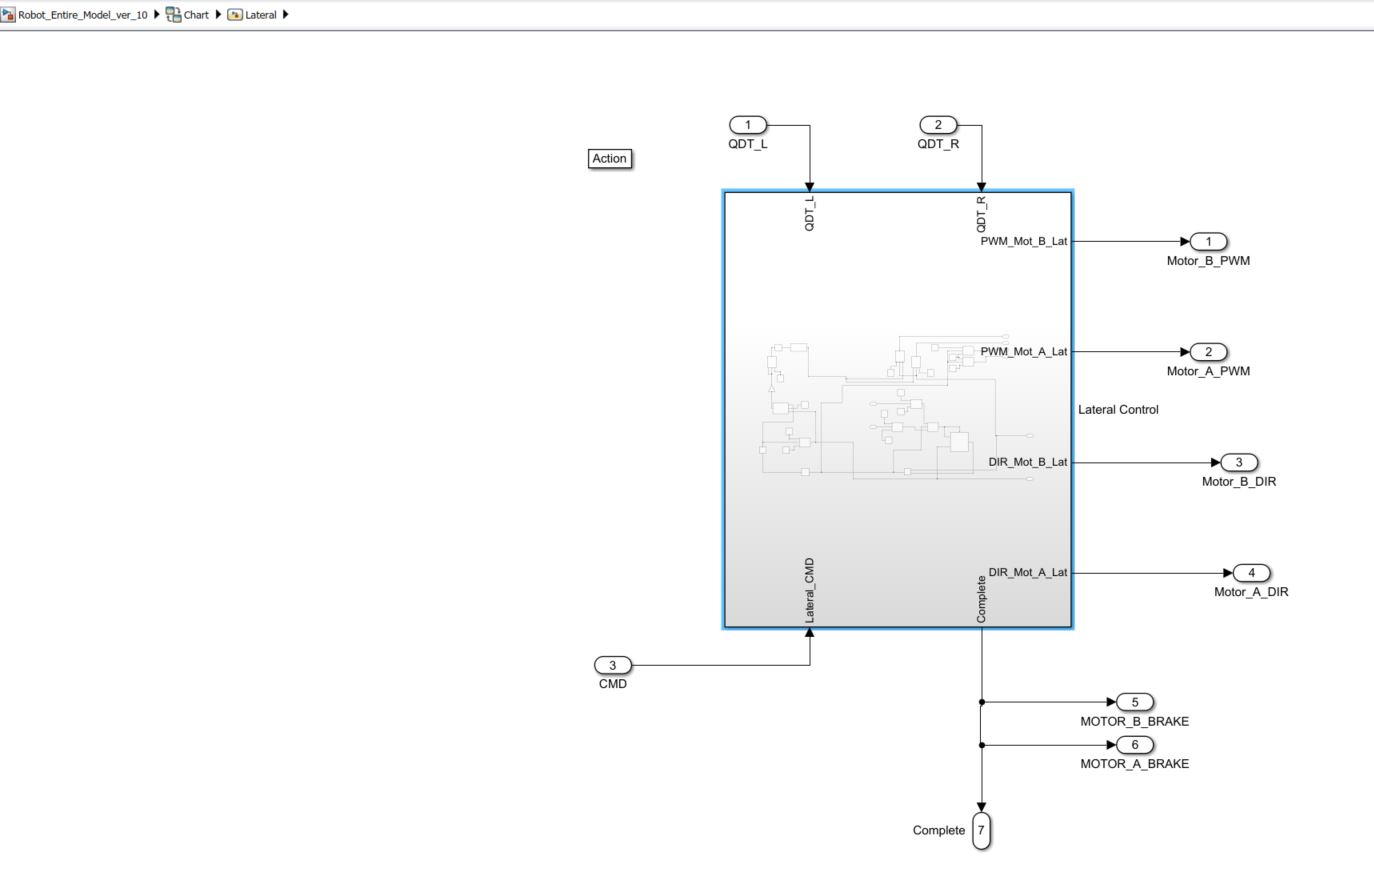 Robot_Entire_Model_ver_10 Chart Lateral
1
2
QDT_L
QDT_R
Action
QDT_L
QDT_R
PWM_Mot_B_Lat
1
Motor_B_PWM
PWM_Mot_A_Lat
2
Motor_A_PWM
Lateral Control
DIR_Mot_B_Lat
3
Motor_B_DIR
Lateral_CMD
Complete
DIR_Mot_A_Lat
4
Motor_A_DIR
3
CMD
5
MOTOR_B_BRAKE
6
MOTOR_A_BRAKE
Complete
7